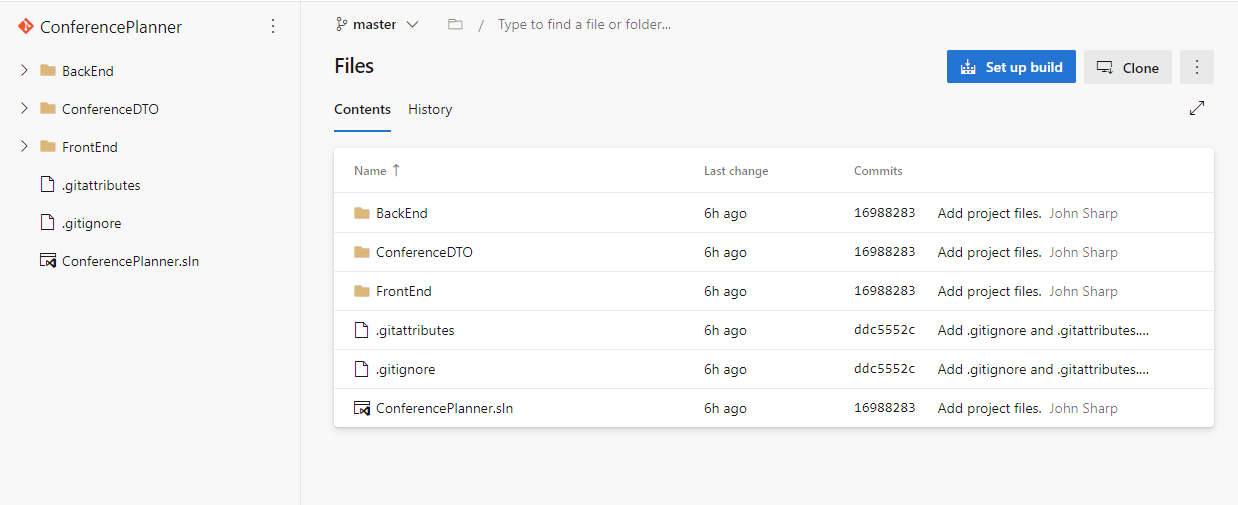 ConferencePlanner
BackEnd
ConferenceDTO
FrontEnd
.gitattributes
.gitignore
ConferencePlanner.sln
master / Type to find a file or folder...
Files
Set up build
Clone
Contents History
Name ↑ Last change Commits
BackEnd 6h ago 16988283 Add project files. John Sharp
ConferenceDTO 6h ago 16988283 Add project files. John Sharp
FrontEnd 6h ago 16988283 Add project files. John Sharp
.gitattributes 6h ago ddc5552c Add .gitignore and .gitattributes....
.gitignore 6h ago ddc5552c Add .gitignore and .gitattributes....
ConferencePlanner.sln 6h ago 16988283 Add project files. John Sharp